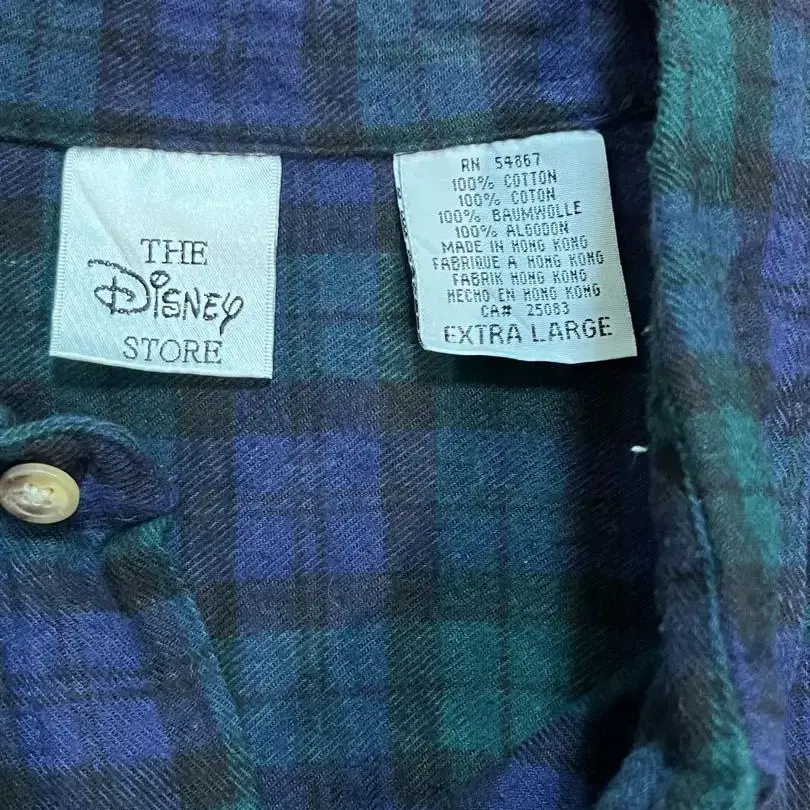 THE
Disney
STORE
RN 54867
100% COTTON
100% COTON
100% BAUMWOLLE
100% ALGODON
MADE IN HONG KONG
FABRIQUE A HONG KONG
FABRIK HONG KONG
HECHO EN HONG KONG
CA# 25083
EXTRA LARGE